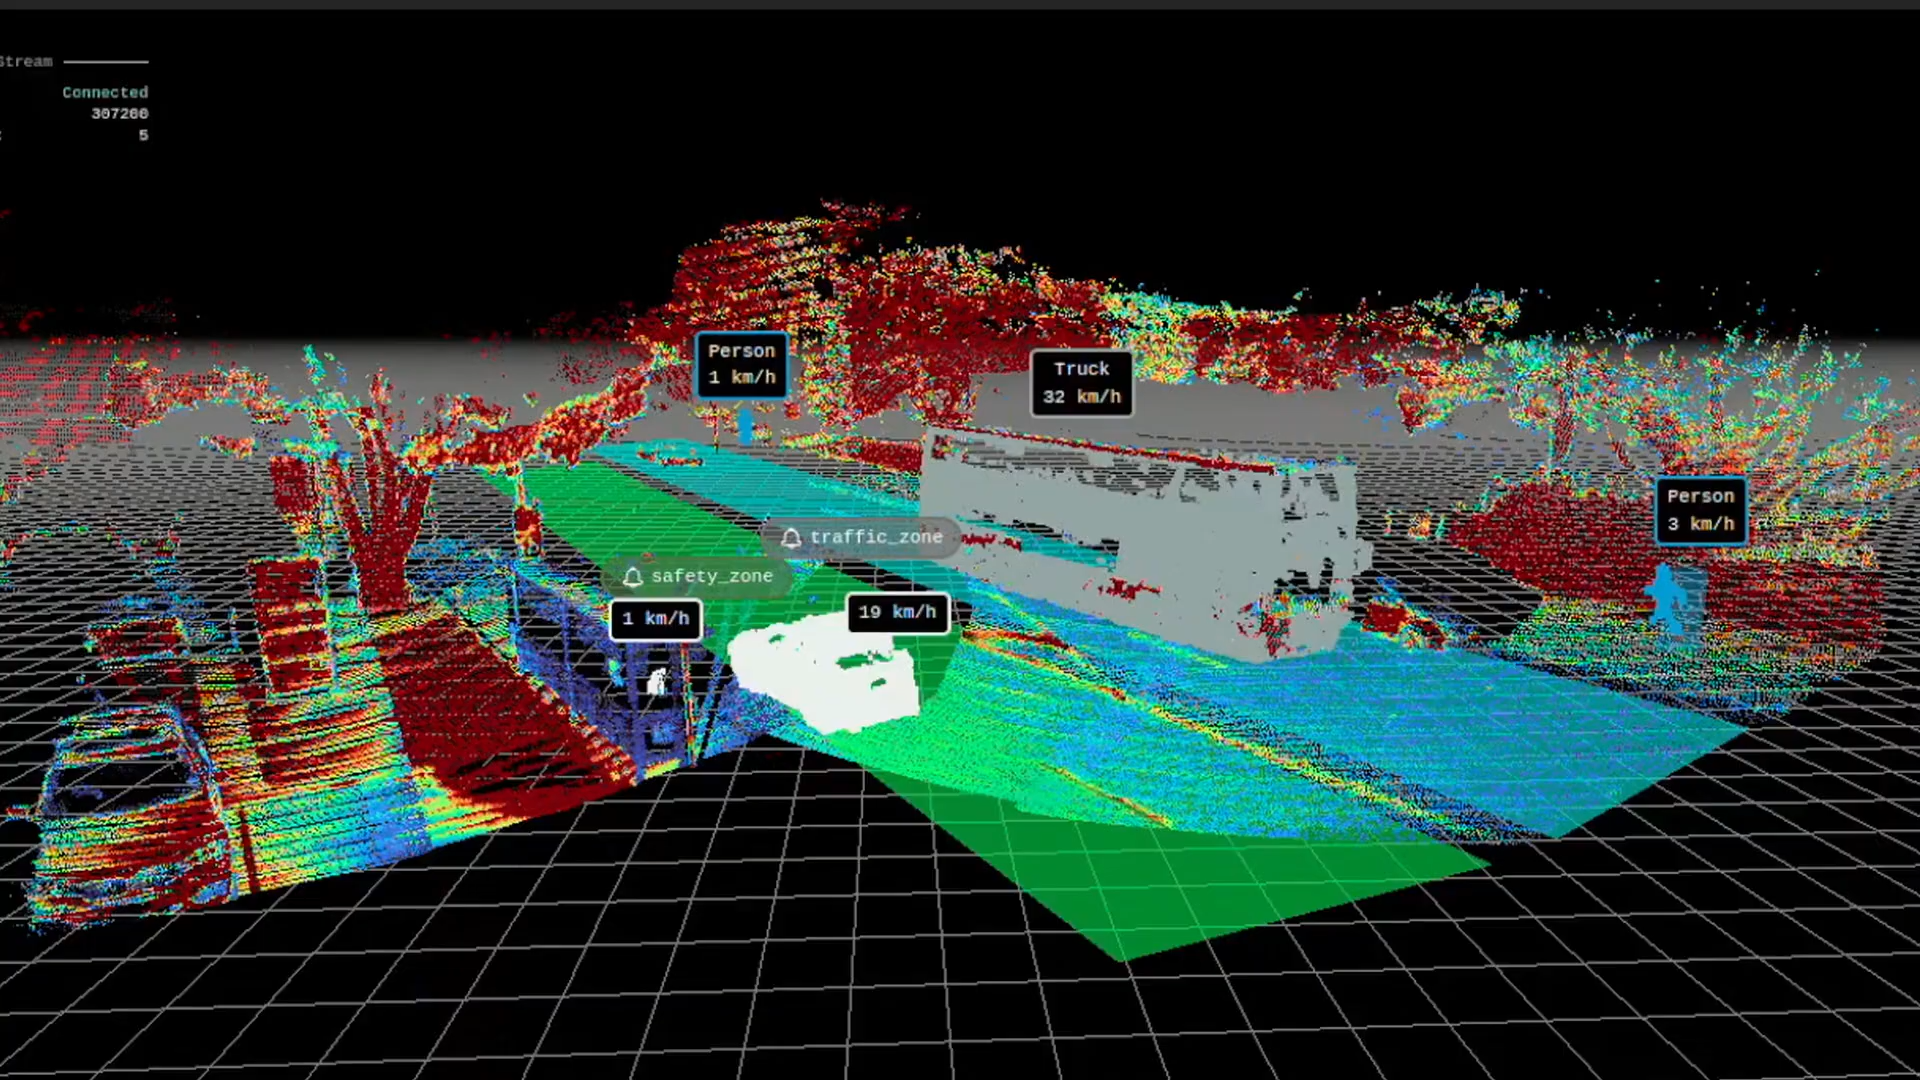 Stream
Connected
307200
: 5
Person
1 km/h
Truck
32 km/h
Person
3 km/h
traffic_zone
safety_zone
1 km/h
19 km/h